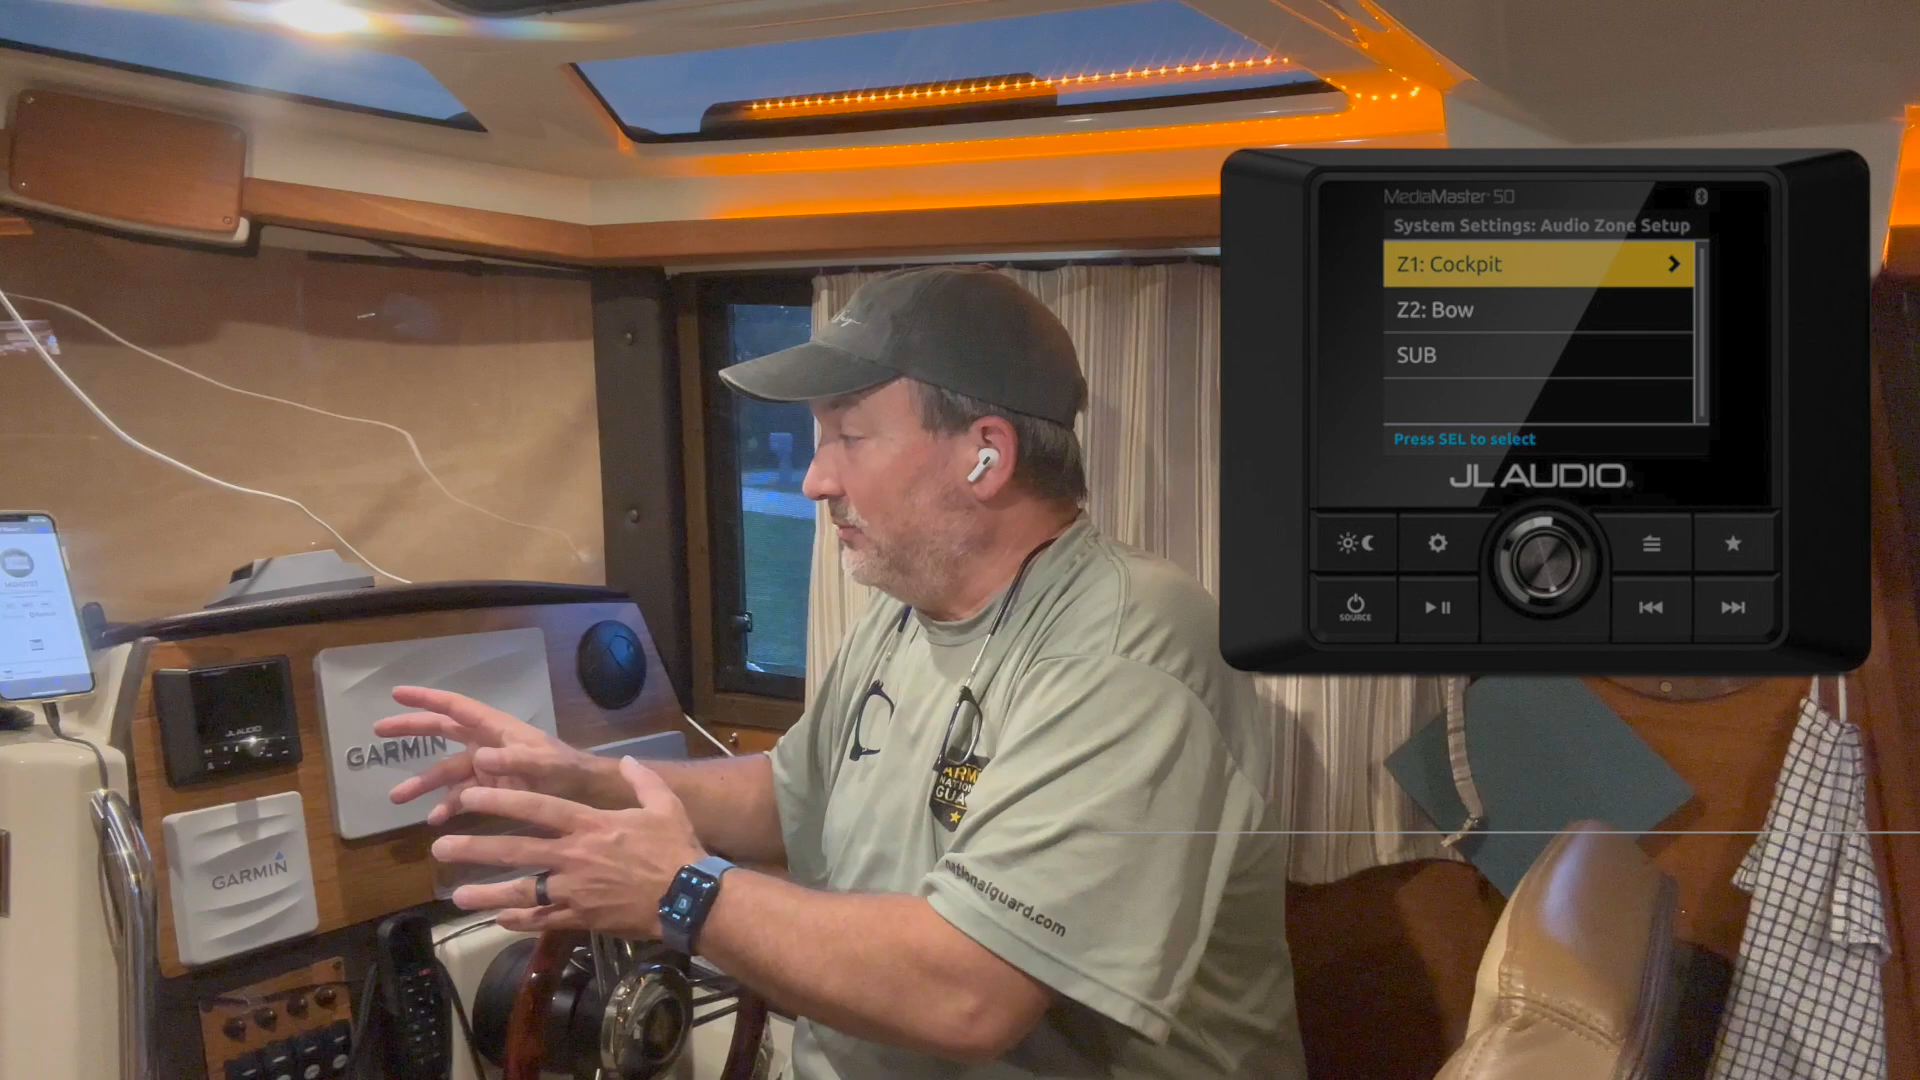 MediaMaster® 50
System Settings: Audio Zone Setup
Z1: Cockpit
Z2: Bow
SUB
Press SEL to select
JL AUDIO®
SOURCE
JL AUDIO
GARMIN
GARMIN
ARMY
NATIONAL
GUARD
nationalguard.com